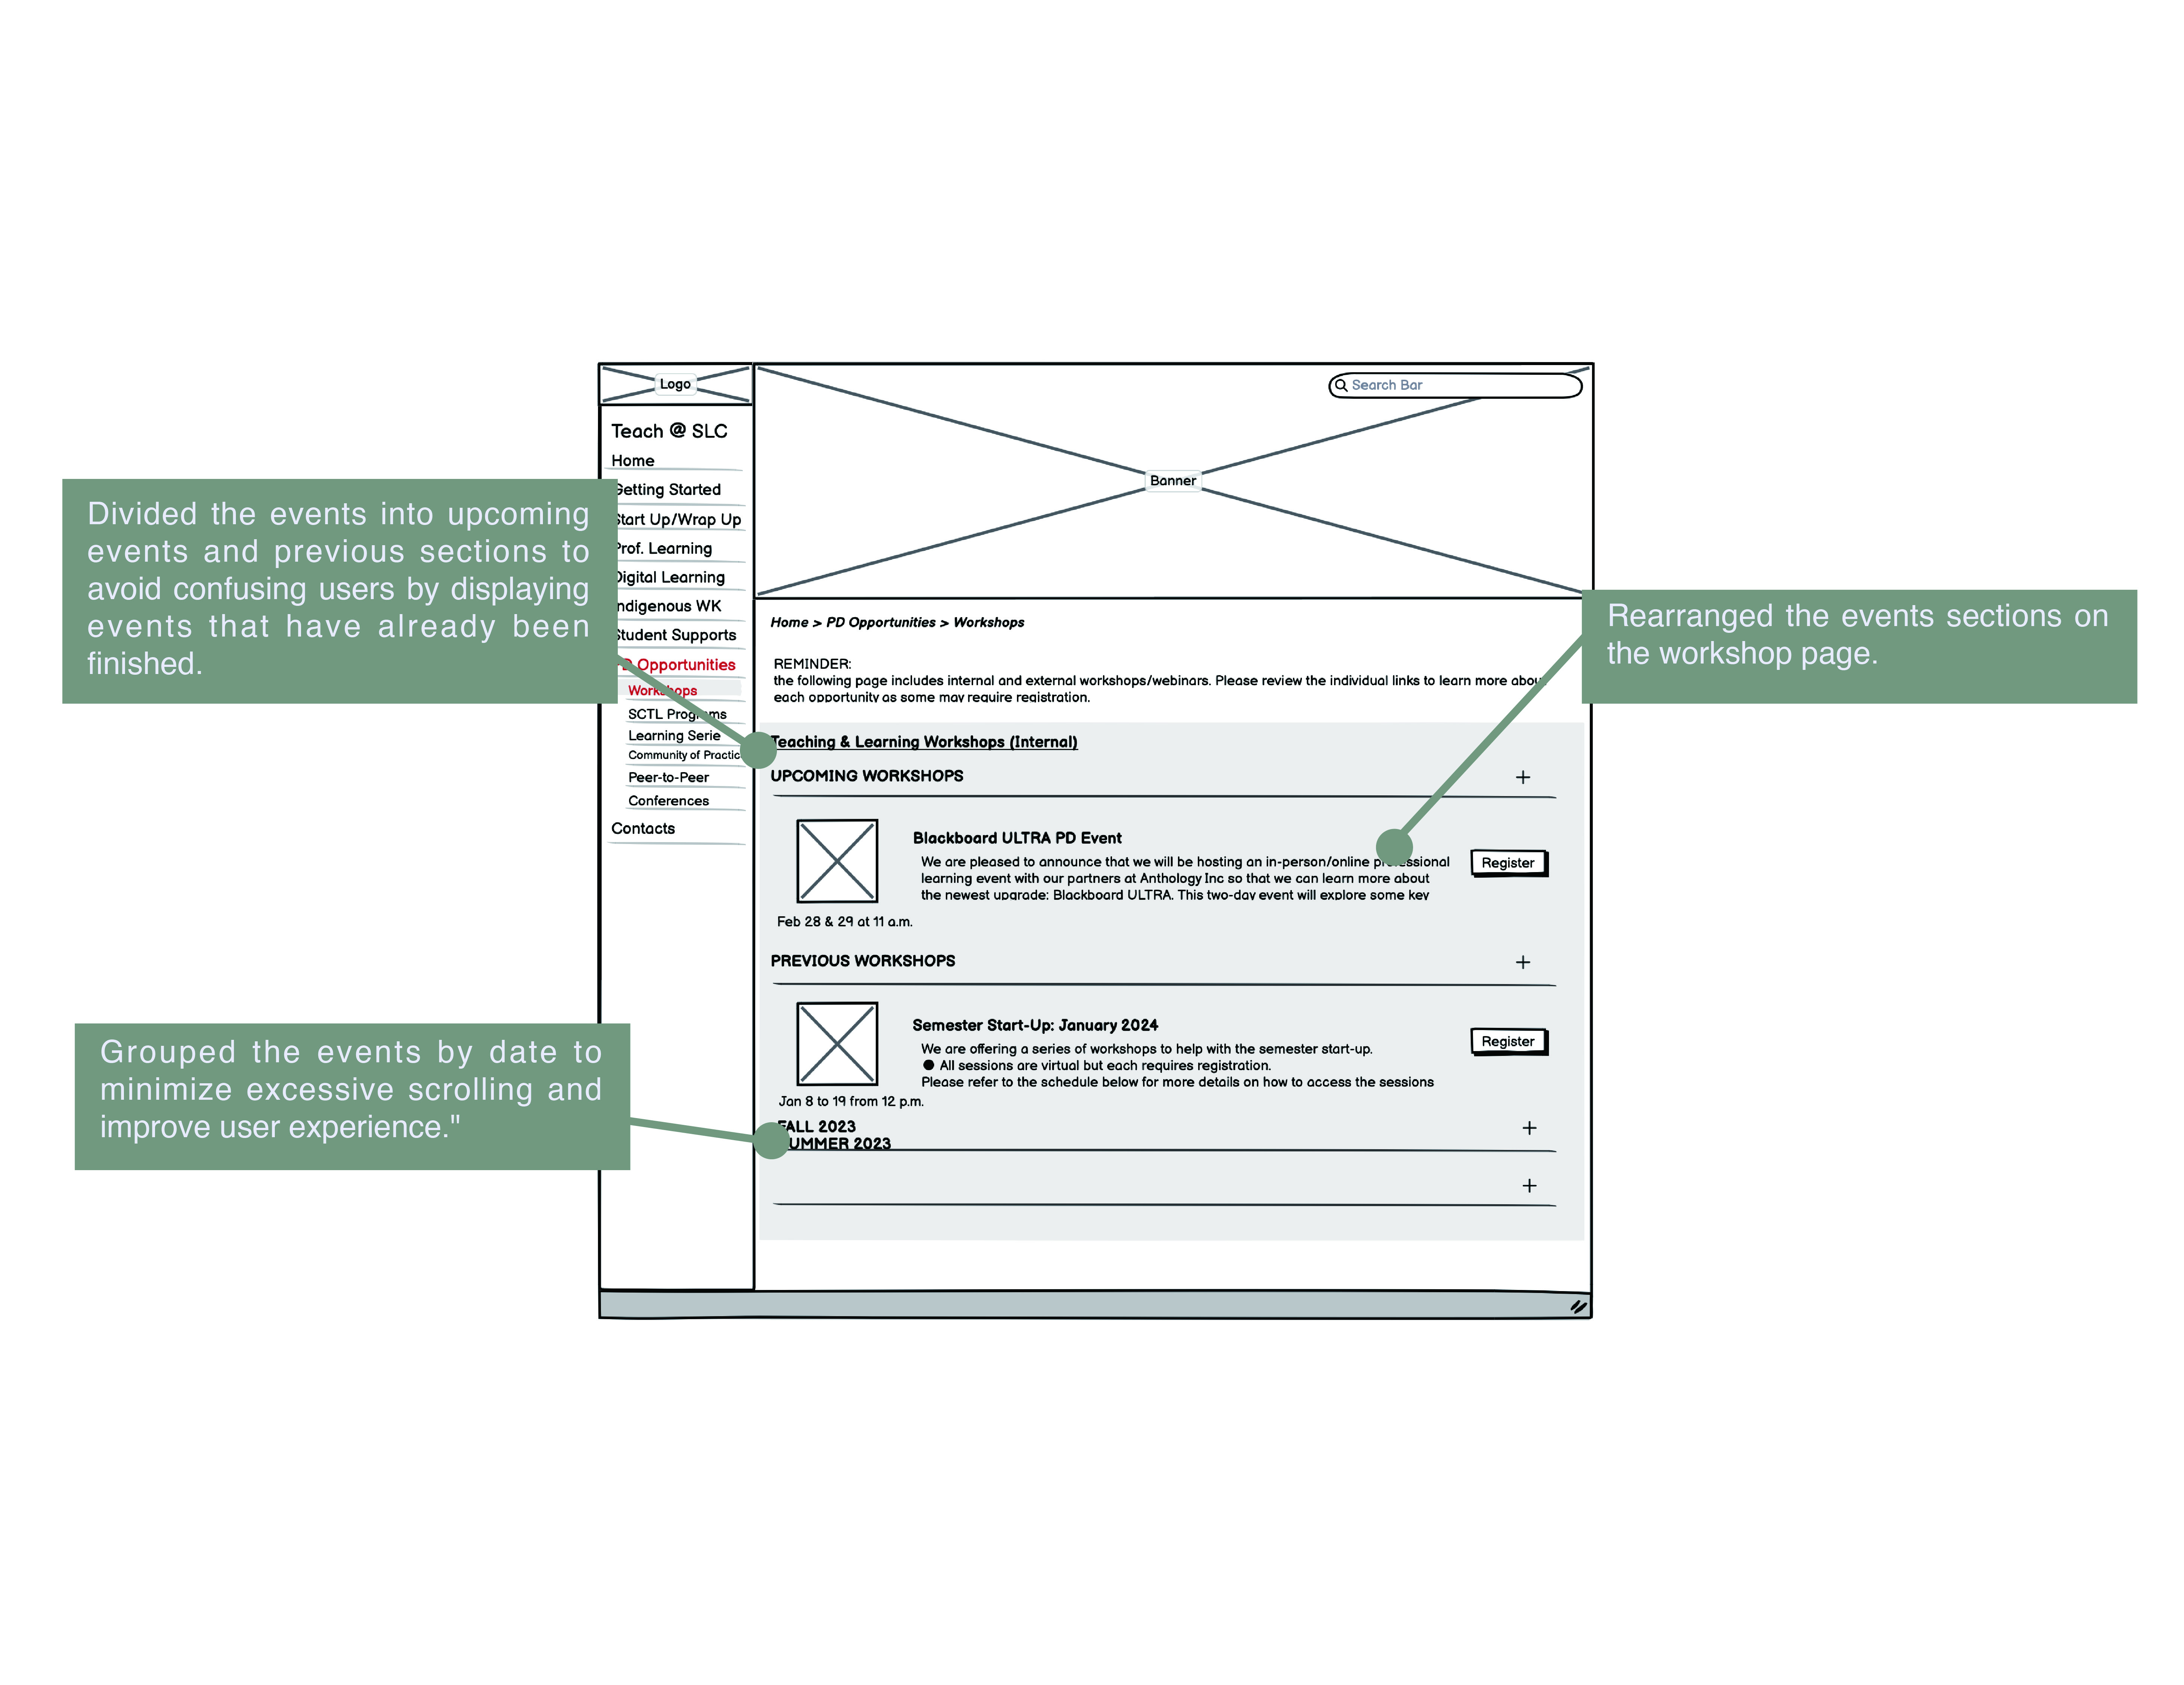 Logo
Search Bar
Teach @ SLC
Home
Getting Started
Start Up/Wrap Up
Prof. Learning
Digital Learning
Indigenous WK
Student Supports
PD Opportunities
Workshops
SCTL Programs
Learning Serie
Community of Practic
Peer-to-Peer
Conferences
Contacts
Banner
Divided the events into upcoming
events and previous sections to
avoid confusing users by displaying
events that have already been
finished.
Rearranged the events sections on
the workshop page.
Home > PD Opportunities > Workshops
REMINDER:
the following page includes internal and external workshops/webinars. Please review the individual links to learn more about
each opportunity as some may require registration.
Teaching & Learning Workshops (Internal)
UPCOMING WORKSHOPS +
Blackboard ULTRA PD Event
We are pleased to announce that we will be hosting an in-person/online professional
learning event with our partners at Anthology Inc so that we can learn more about
the newest upgrade: Blackboard ULTRA. This two-day event will explore some key
Register
Feb 28 & 29 at 11 a.m.
PREVIOUS WORKSHOPS +
Semester Start-Up: January 2024
We are offering a series of workshops to help with the semester start-up.
● All sessions are virtual but each requires registration.
Please refer to the schedule below for more details on how to access the sessions
Register
Jan 8 to 19 from 12 p.m.
FALL 2023 +
SUMMER 2023
+
Grouped the events by date to
minimize excessive scrolling and
improve user experience."